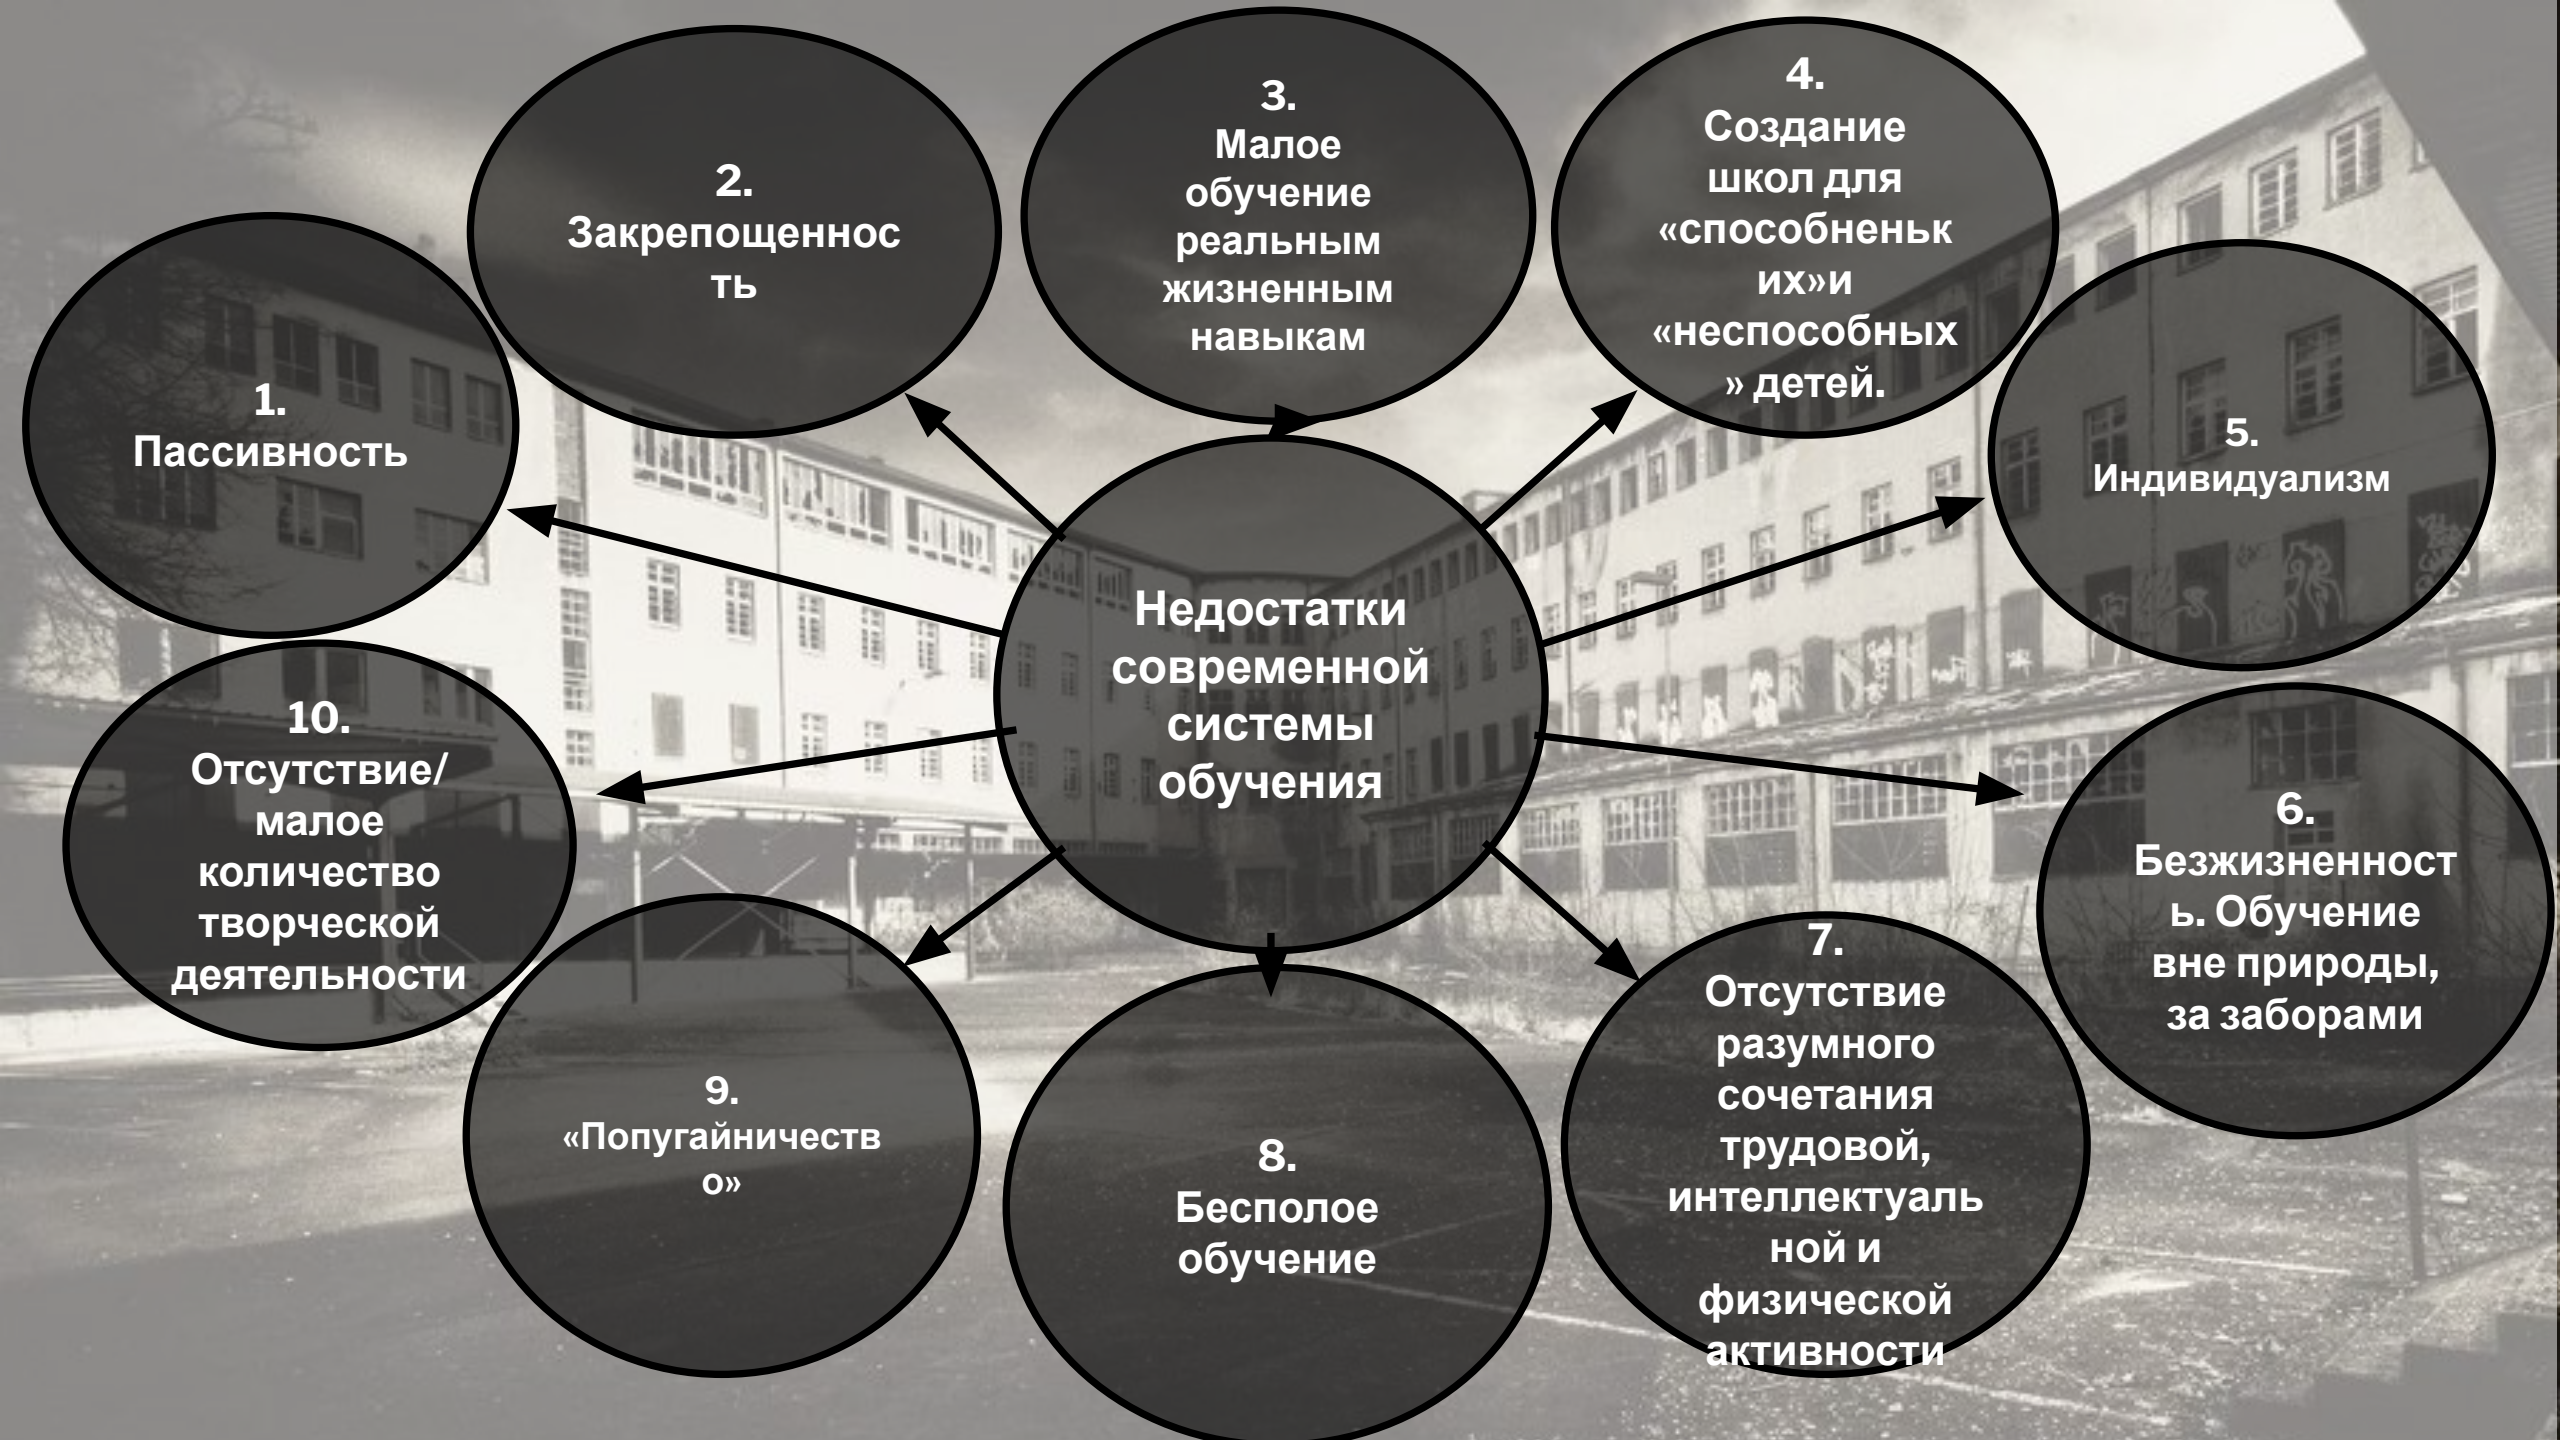 1.
Пассивность
2.
Закрепощеннос
ть
3.
Малое
обучение
реальным
жизненным
навыкам
4.
Создание
школ для
«способненьк
их»и
«неспособных
» детей.
5.
Индивидуализм
Недостатки
современной
системы
обучения
6.
Безжизненност
ь. Обучение
вне природы,
за заборами
7.
Отсутствие
разумного
сочетания
трудовой,
интеллектуаль
ной и
физической
активности
8.
Бесполое
обучение
9.
«Попугайничеств
о»
10.
Отсутствие/
малое
количество
творческой
деятельности